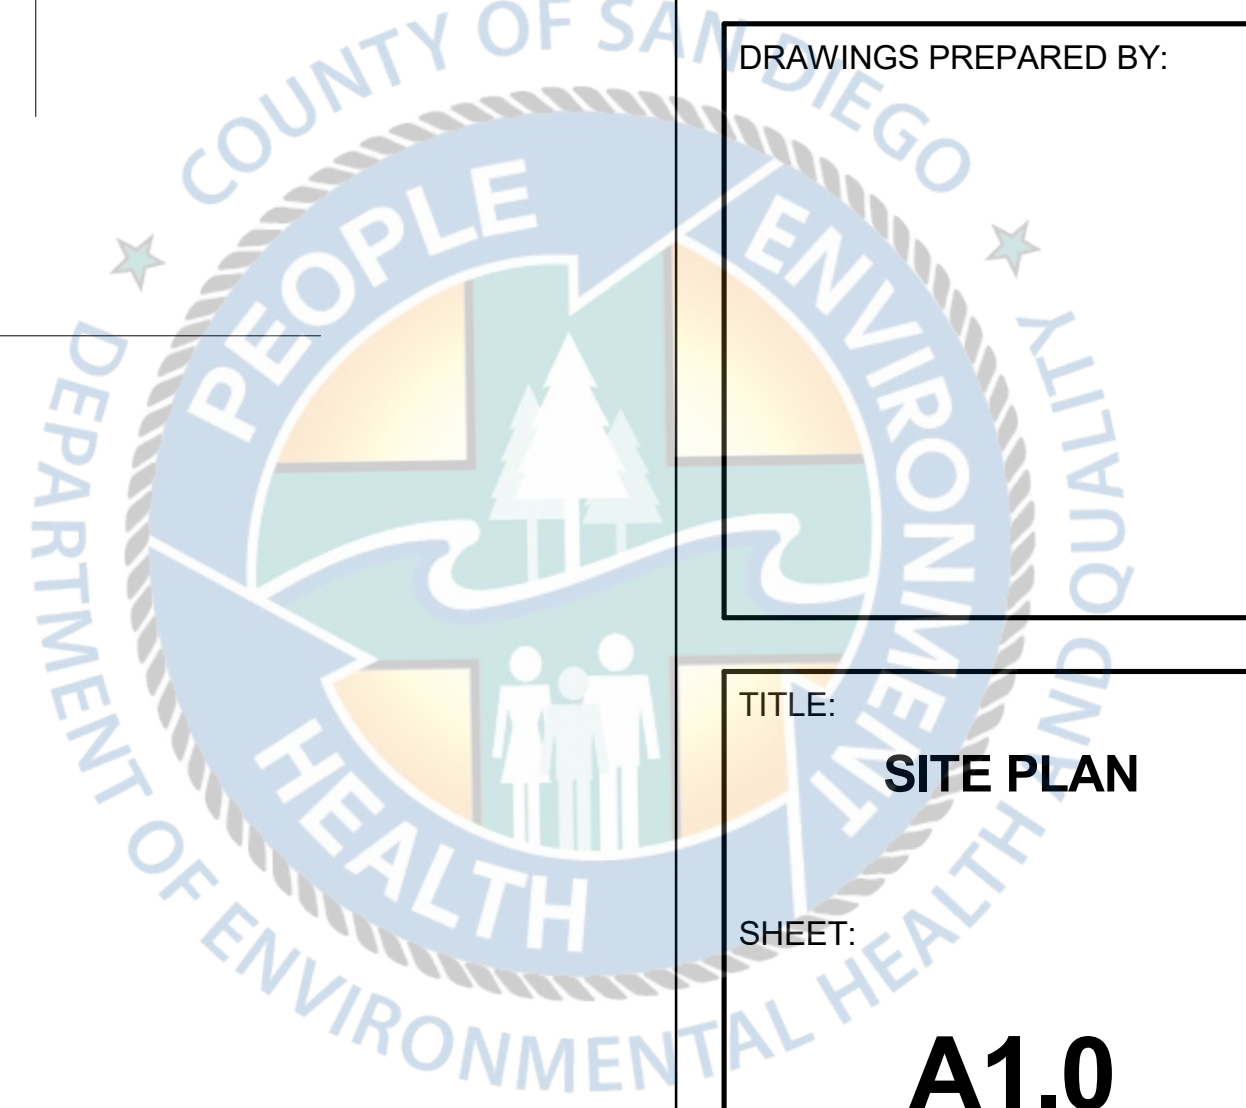 COUNTY OF SAN DIEGO
DEPARTMENT OF ENVIRONMENTAL HEALTH AND QUALITY
PEOPLE
ENVIRONMENT
HEALTH
DRAWINGS PREPARED BY:
TITLE:
SITE PLAN
SHEET:
A1.0